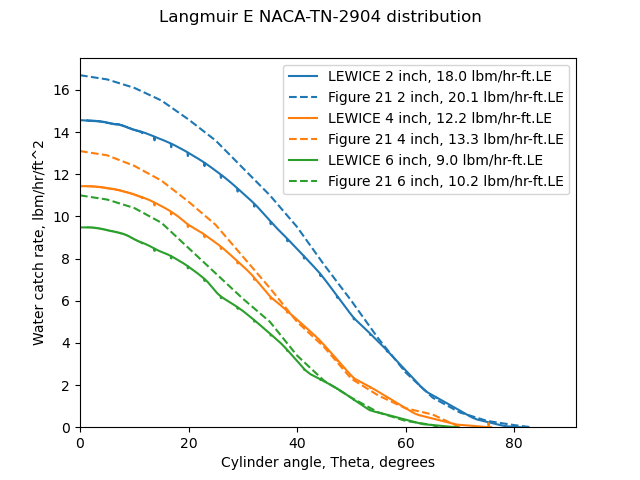 Langmuir E NACA-TN-2904 distribution
LEWICE 2 inch, 18.0 lbm/hr-ft.LE
Figure 21 2 inch, 20.1 lbm/hr-ft.LE
LEWICE 4 inch, 12.2 lbm/hr-ft.LE
Figure 21 4 inch, 13.3 lbm/hr-ft.LE
LEWICE 6 inch, 9.0 lbm/hr-ft.LE
Figure 21 6 inch, 10.2 lbm/hr-ft.LE
Water catch rate, lbm/hr/ft^2
16
14
12
10
8
6
4
2
0
0 20 40 60 80
Cylinder angle, Theta, degrees